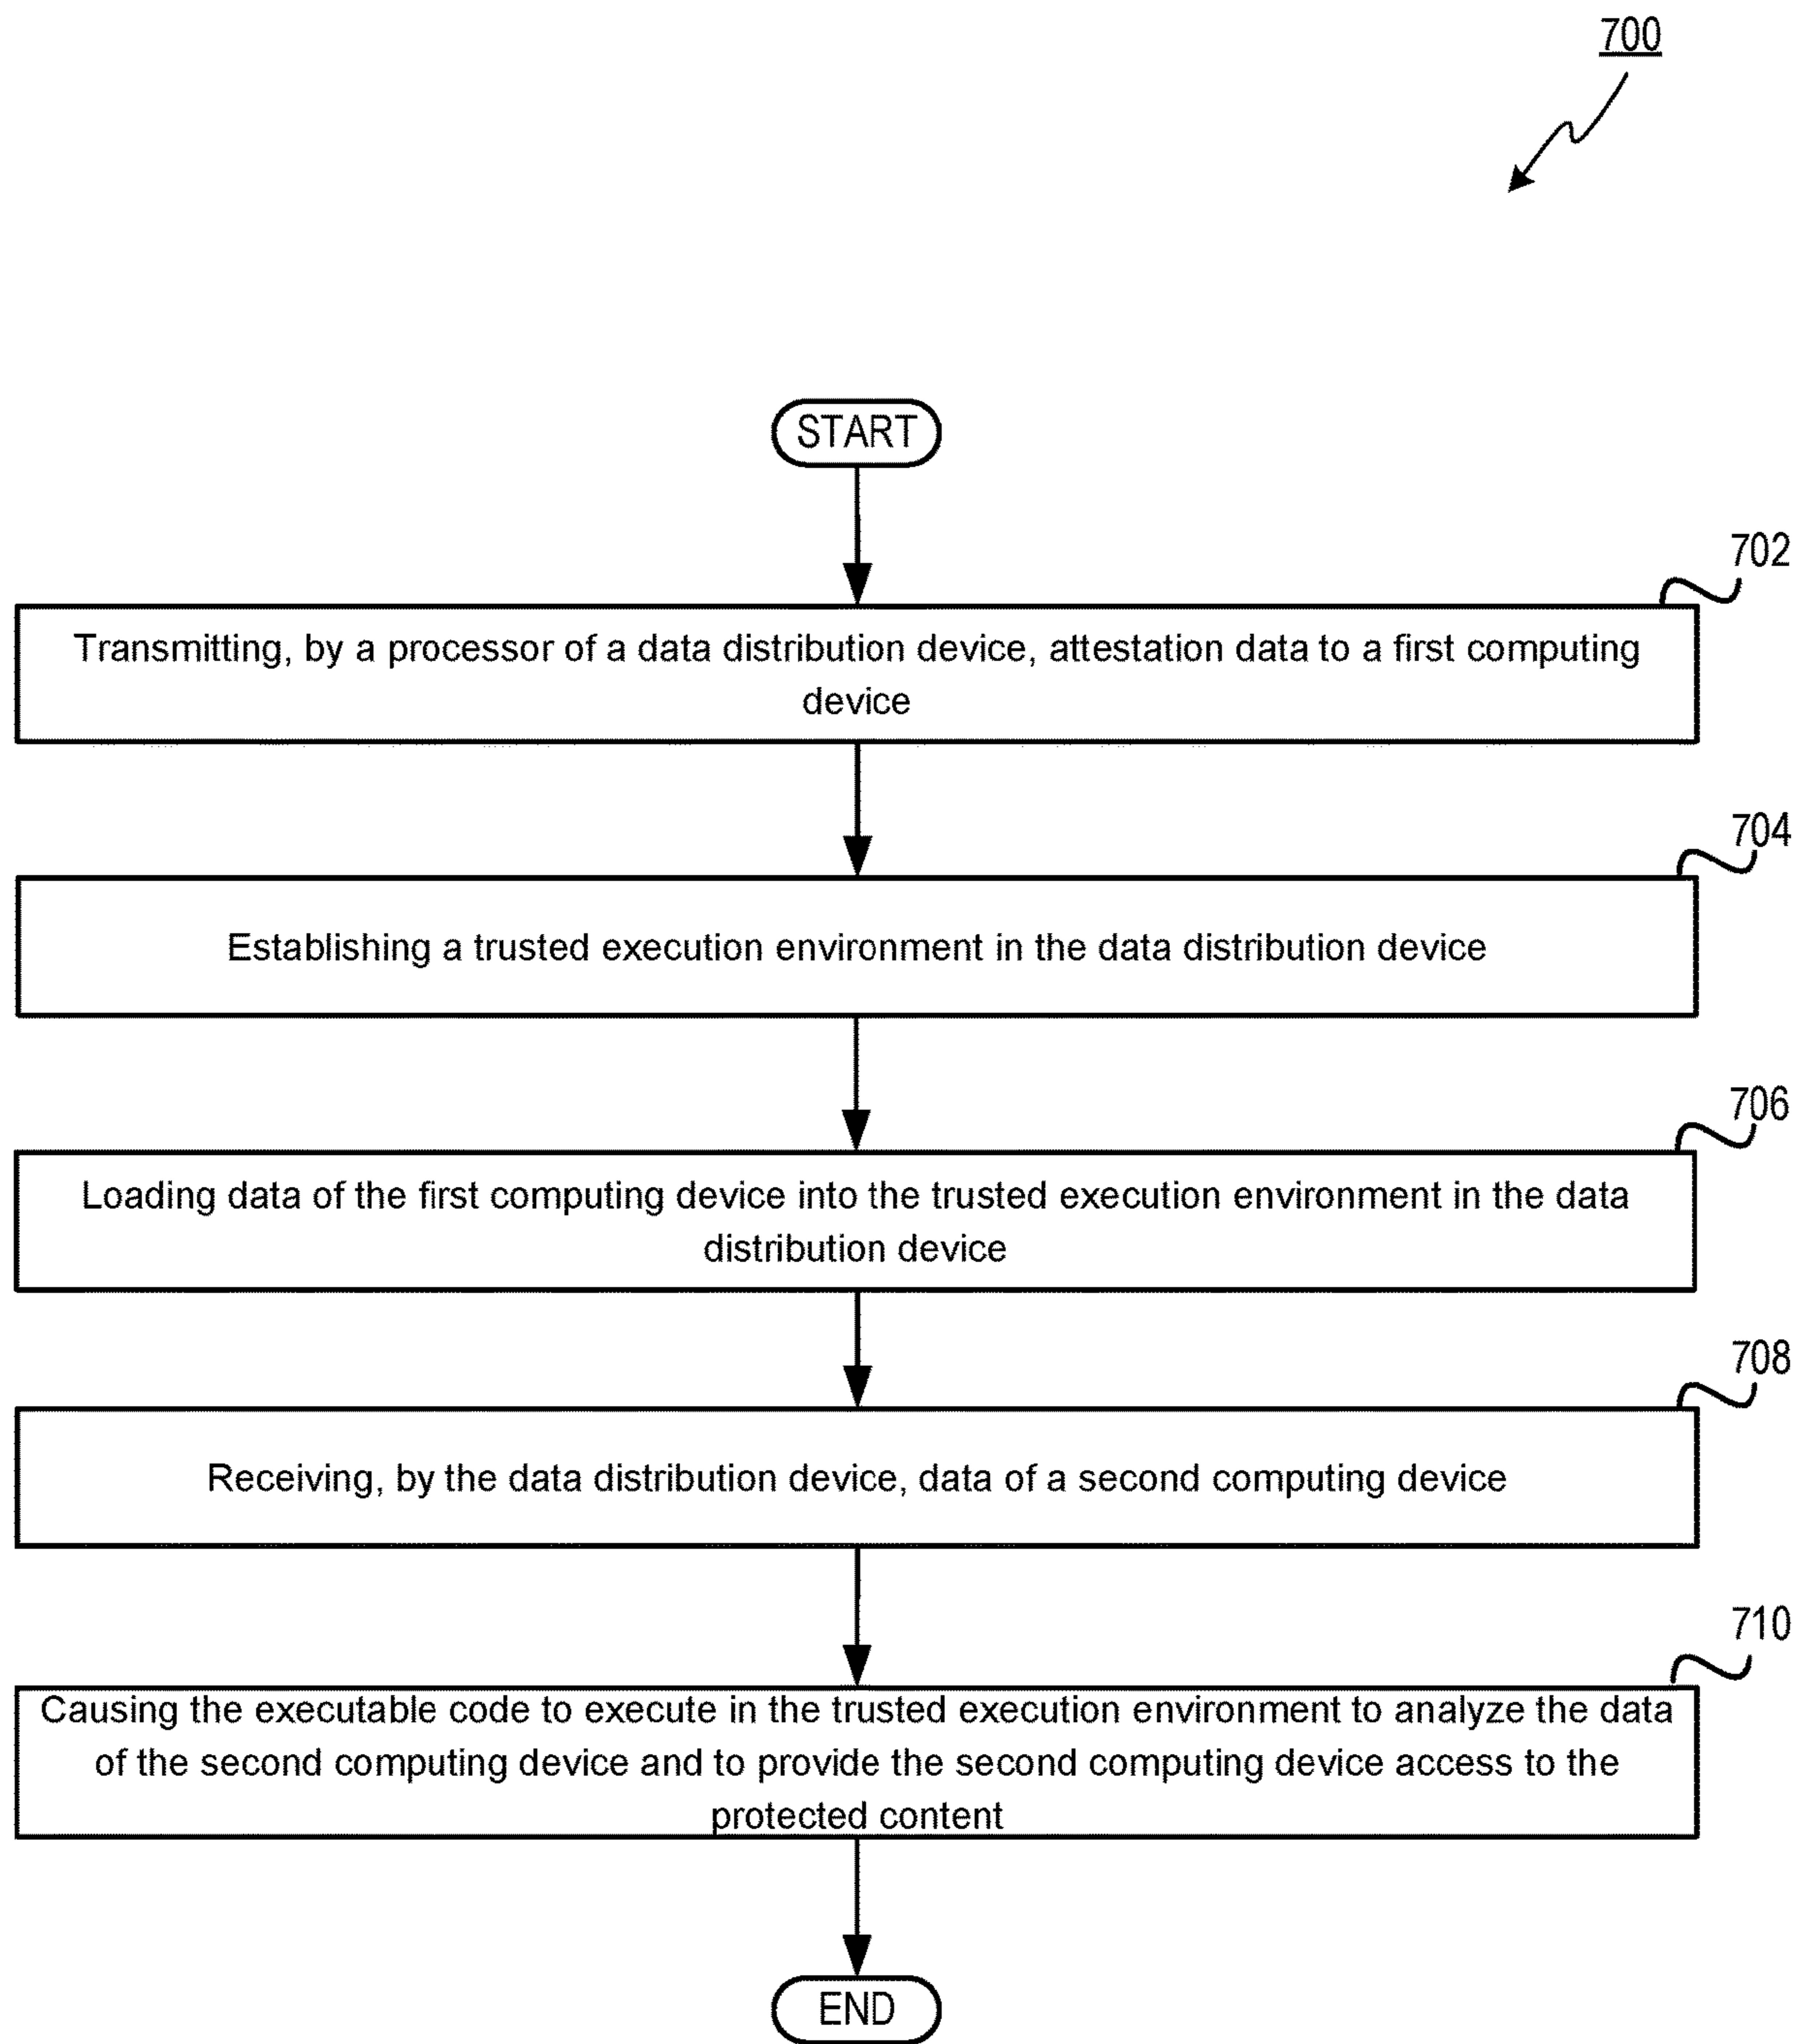 700
START
702
Transmitting, by a processor of a data distribution device, attestation data to a first computing
device
704
Establishing a trusted execution environment in the data distribution device
706
Loading data of the first computing device into the trusted execution environment in the data
distribution device
708
Receiving, by the data distribution device, data of a second computing device
710
Causing the executable code to execute in the trusted execution environment to analyze the data
of the second computing device and to provide the second computing device access to the
protected content
END